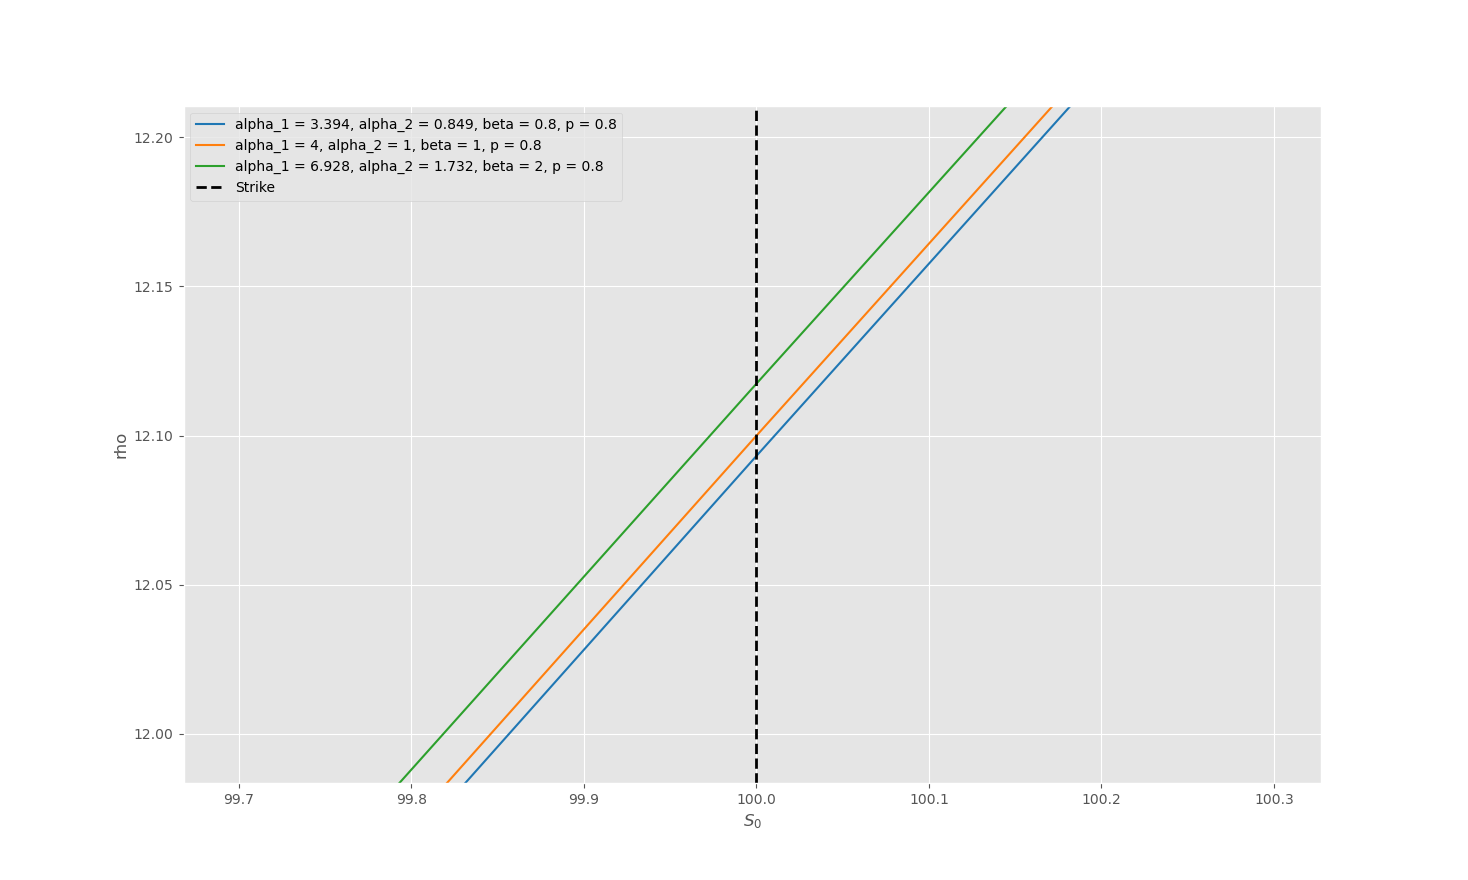 alpha_1 = 3.394, alpha_2 = 0.849, beta = 0.8, p = 0.8
alpha_1 = 4, alpha_2 = 1, beta = 1, p = 0.8
alpha_1 = 6.928, alpha_2 = 1.732, beta = 2, p = 0.8
Strike
12.20
12.15
12.10
12.05
12.00
rho
99.7 99.8 99.9 100.0 100.1 100.2 100.3
S_0